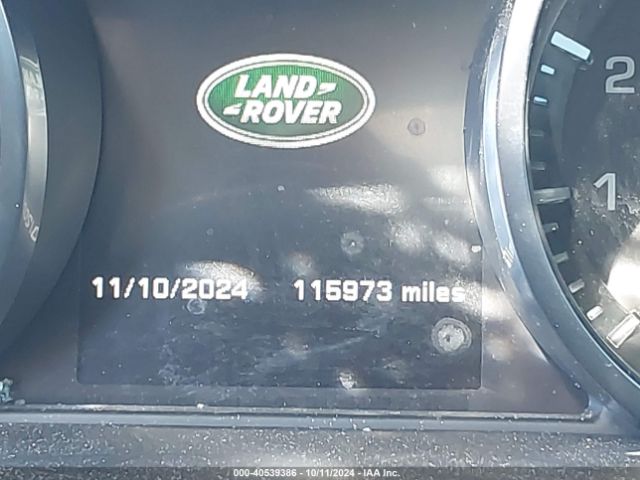 LAND
ROVER
2
1
11/10/2024 115973 miles
000-40539386 - 10/11/2024 - IAA Inc.